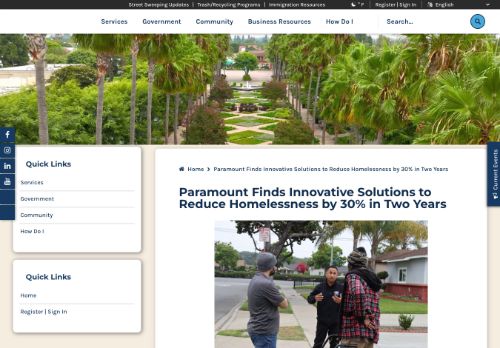 Street Sweeping Updates | Trash/Recycling Programs | Immigration Resources
°F
Register | Sign In
English
Services
Government
Community
Business Resources
How Do I
Search...
Quick Links
Services
Government
Community
How Do I
Quick Links
Home
Register | Sign In
Home > Paramount Finds Innovative Solutions to Reduce Homelessness by 30% in Two Years
Paramount Finds Innovative Solutions to
Reduce Homelessness by 30% in Two Years
Current Events